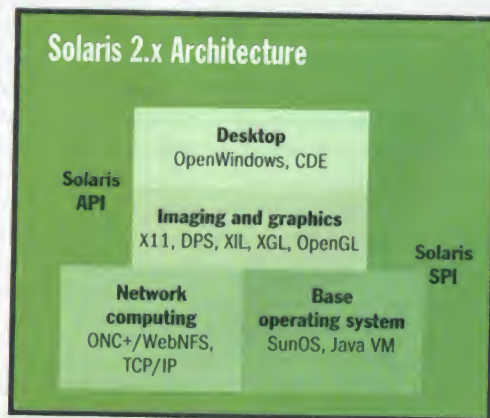 Solaris 2.x Architecture
Desktop
OpenWindows, CDE
Solaris
API
Imaging and graphics
X11, DPS, XIL, XGL, OpenGL
Solaris
SPI
Network
computing
ONC+/WebNFS,
TCP/IP
Base
operating system
SunOS, Java VM